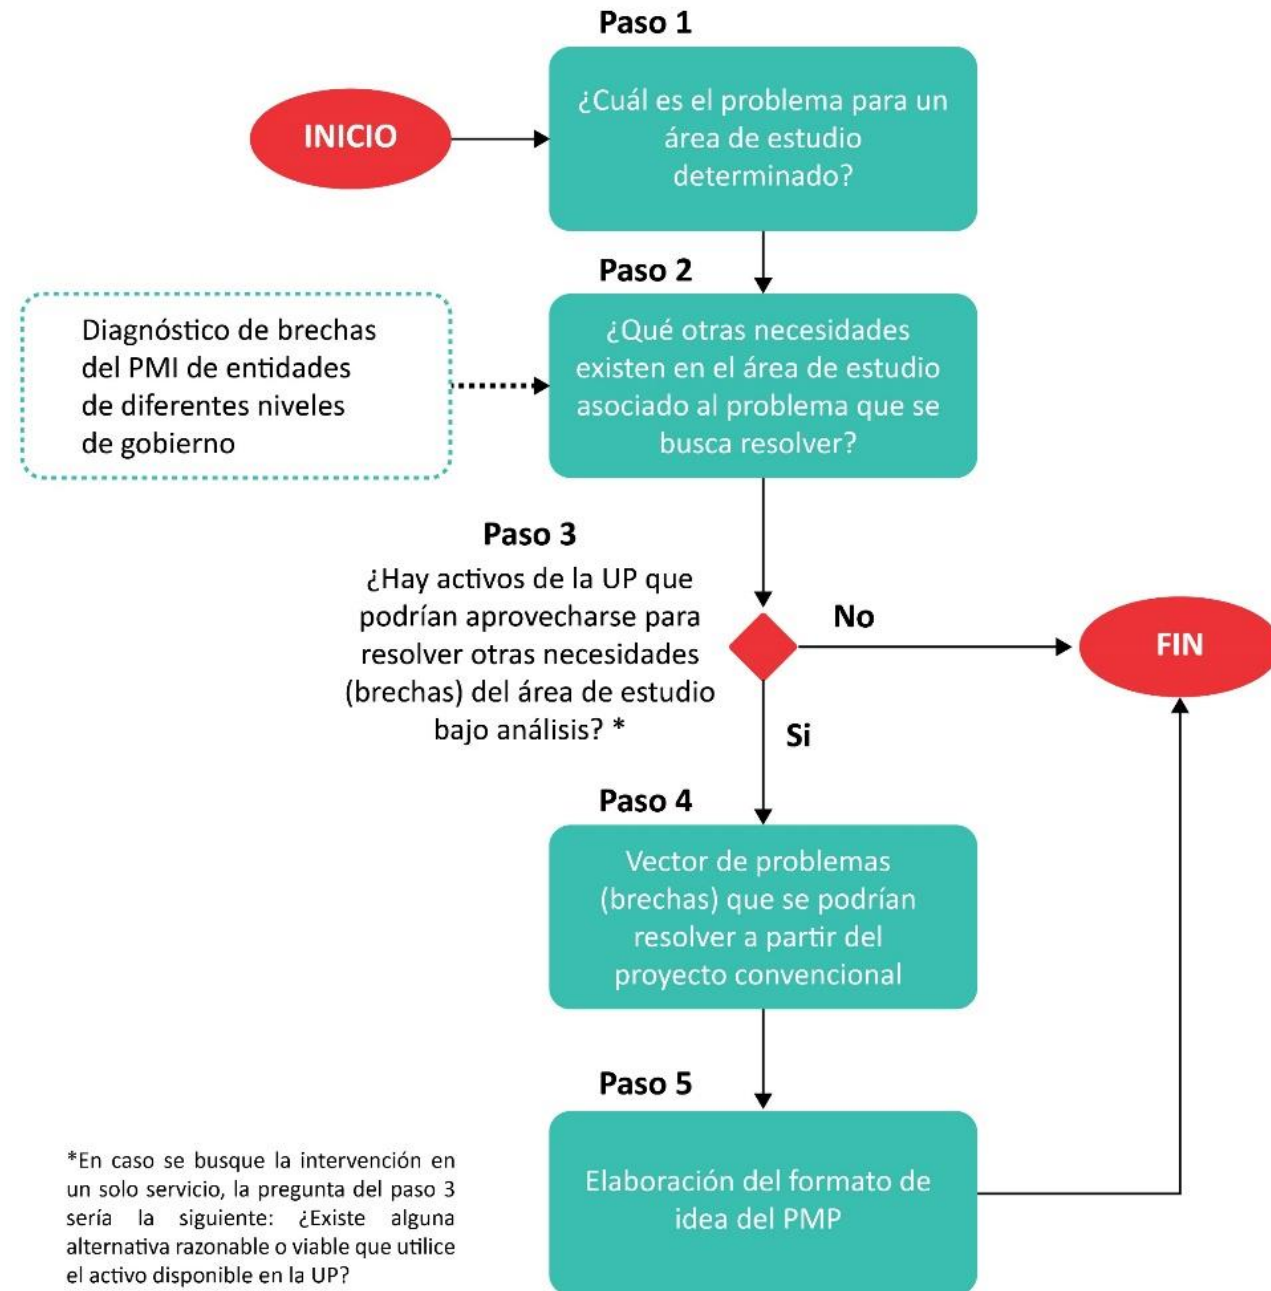 Paso 1
INICIO
¿Cuál es el problema para un
área de estudio
determinado?
Paso 2
Diagnóstico de brechas
del PMI de entidades
de diferentes niveles
de gobierno
¿Qué otras necesidades
existen en el área de estudio
asociado al problema que se
busca resolver?
Paso 3
¿Hay activos de la UP que
podrían aprovecharse para
resolver otras necesidades
(brechas) del área de estudio
bajo análisis? *
No
FIN
Si
Paso 4
Vector de problemas
(brechas) que se podrían
resolver a partir del
proyecto convencional
Paso 5
Elaboración del formato de
idea del PMP
*En caso se busque la intervención en
un solo servicio, la pregunta del paso 3
sería la siguiente: ¿Existe alguna
alternativa razonable o viable que utilice
el activo disponible en la UP?